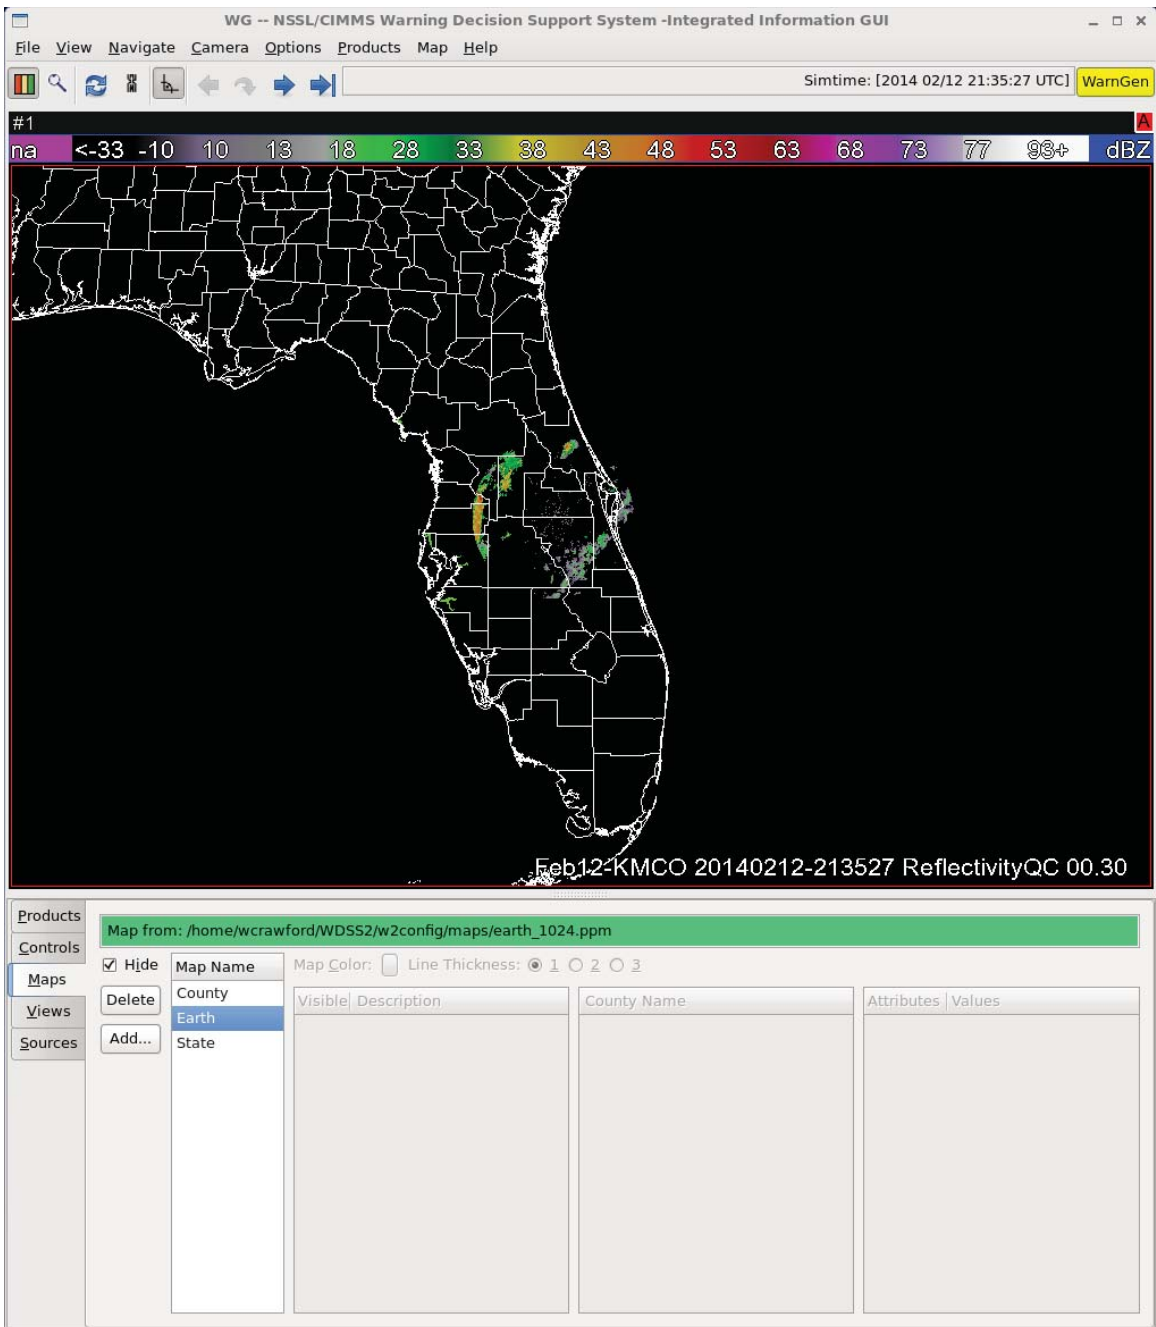 WG -- NSSL/CIMMS Warning Decision Support System -Integrated Information GUI
File View Navigate Camera Options Products Map Help
Simtime: [2014 02/12 21:35:27 UTC] WarnGen
#1 A
na <-33 -10 10 13 18 28 33 38 43 48 53 63 68 73 77 93+ dBZ
Feb12-KMCO 20140212-213527 ReflectivityQC 00.30
Products
Controls
Maps
Views
Sources
Map from: /home/wcrawford/WDSS2/w2config/maps/earth_1024.ppm
Hide
Delete
Add...
Map Name
County
Earth
State
Map Color: Line Thickness: 1 2 3
Visible Description County Name Attributes Values